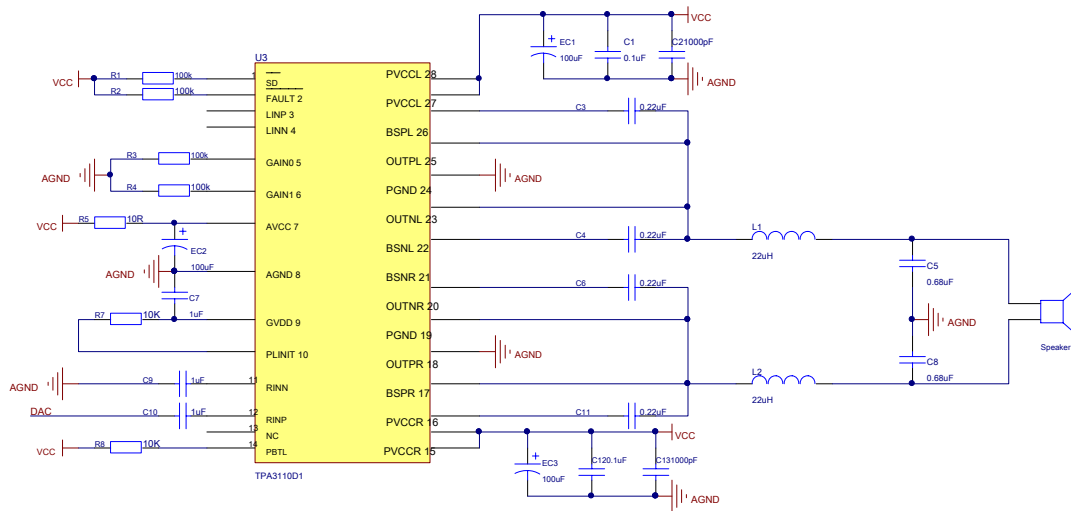 VCC
EC1
100uF
C1
0.1uF
C21000pF
AGND
U3
VCC
R1
100k
R2
100k
1
SD
FAULT 2
LINP 3
LINN 4
GAIN0 5
GAIN1 6
AVCC 7
AGND 8
GVDD 9
PLINIT 10
11
RINN
12
RINP
13
NC
14
PBTL
PVCCL 28
PVCCL 27
BSPL 26
OUTPL 25
PGND 24
OUTNL 23
BSNL 22
BSNR 21
OUTNR 20
PGND 19
OUTPR 18
BSPR 17
PVCCR 16
PVCCR 15
TPA3110D1
AGND
R3
100k
R4
100k
VCC
R5
10R
EC2
100uF
AGND
C7
1uF
R7
10K
AGND
C9
1uF
DAC
C10
1uF
VCC
R8
10K
C3
0.22uF
AGND
C4
0.22uF
C6
0.22uF
AGND
C11
0.22uF
L1
22uH
L2
22uH
C5
0.68uF
AGND
C8
0.68uF
Speaker
VCC
EC3
100uF
C120.1uF
C131000pF
AGND